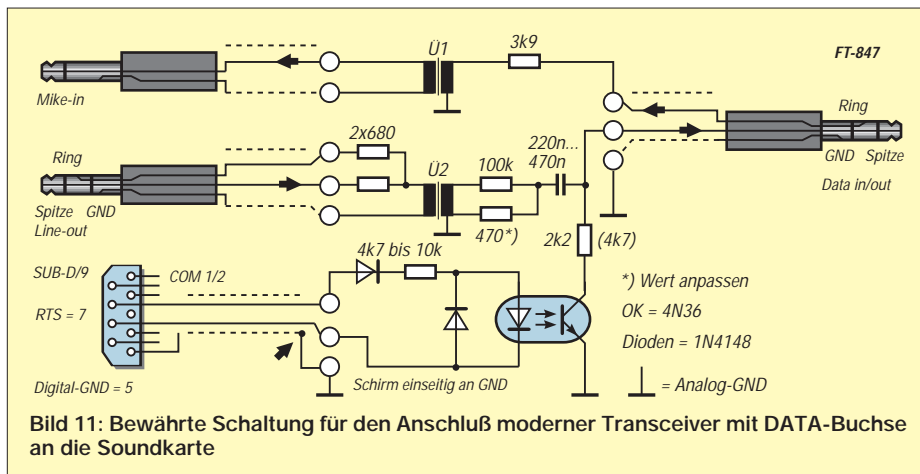 Ü1
3k9
FT-847
Mike-in
Ring
2x680
220n...
470n
Ring
Ü2
100k
GND Spitze
Data in/out
Spitze GND
Line-out
470*)
2k2
(4k7)
4k7 bis 10k
SUB-D/9
COM 1/2
*) Wert anpassen
RTS = 7
OK = 4N36
Dioden = 1N4148
Digital-GND = 5
Schirm einseitig an GND
= Analog-GND
Bild 11: Bewährte Schaltung für den Anschluß moderner Transceiver mit DATA-Buchse
an die Soundkarte